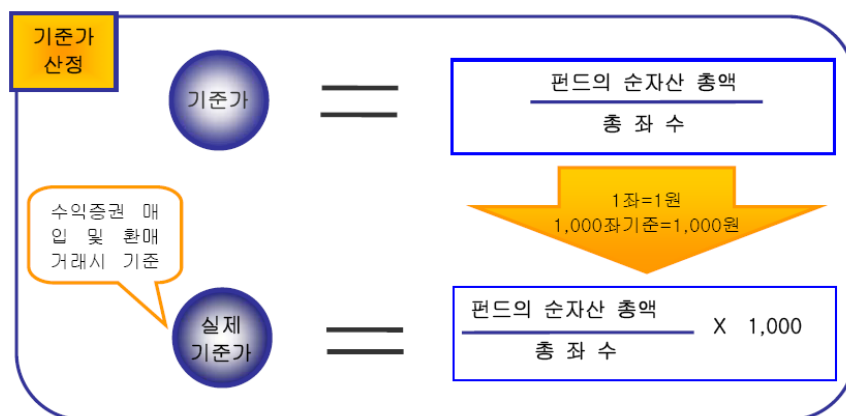 기준가
산정
기준가
펀드의 순자산 총액
총 좌 수
1좌=1원
1,000좌기준=1,000원
수익증권 매
입 및 환매
거래시 기준
실제
기준가
펀드의 순자산 총액
총 좌 수
X 1,000